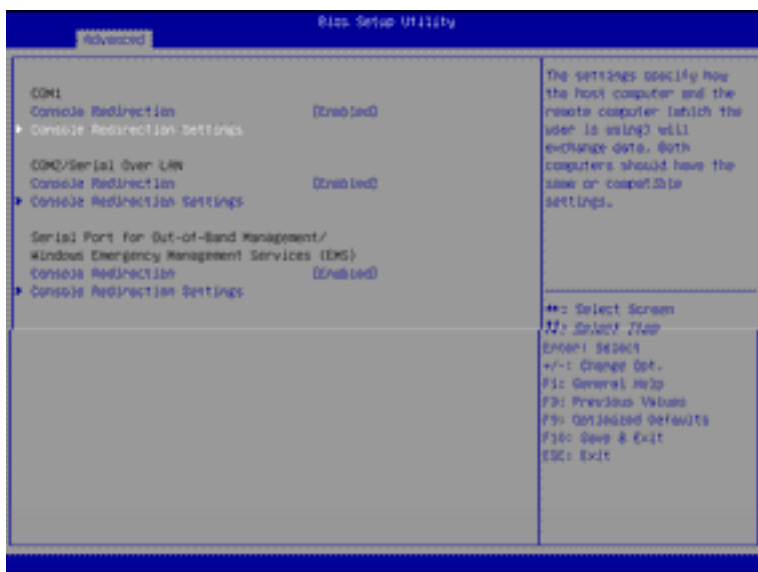 Bios Setup Utility
Advanced
COM1
Console Redirection [Enabled]
Console Redirection Settings
COM2/Serial Over LAN
Console Redirection [Enabled]
Console Redirection Settings
Serial Port for Out-of-Band Management/
Windows Emergency Management Services (EMS)
Console Redirection [Enabled]
Console Redirection Settings
The settings specify how
the host computer and the
remote computer (which the
user is using) will
exchange data. Both
computers should have the
same or compatible
settings.
: Select Screen
: Select Item
Enter: Select
+/-: Change Opt.
F1: General Help
F3: Previous Values
F9: Optimized Defaults
F10: Save & Exit
ESC: Exit